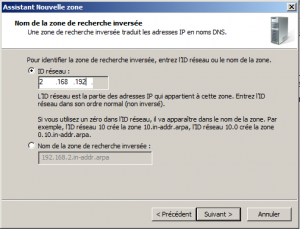 Assistant Nouvelle zone
Nom de la zone de recherche inversée
Une zone de recherche inversée traduit les adresses IP en noms DNS.
Pour identifier la zone de recherche inversée, entrez l'ID réseau ou le nom de la zone.
ID réseau :
2 .168 .192 .
L'ID réseau est la partie des adresses IP qui appartient à cette zone. Entrez l'ID
réseau dans son ordre normal (non inversé).
Si vous utilisez un zéro dans l'ID réseau, il va apparaître dans le nom de la zone. Par
exemple, l'ID réseau 10 crée la zone 10.in-addr.arpa, l'ID réseau 10.0 crée la zone
0.10.in-addr.arpa.
Nom de la zone de recherche inversée :
192.168.2.in-addr.arpa
< Précédent Suivant > Annuler